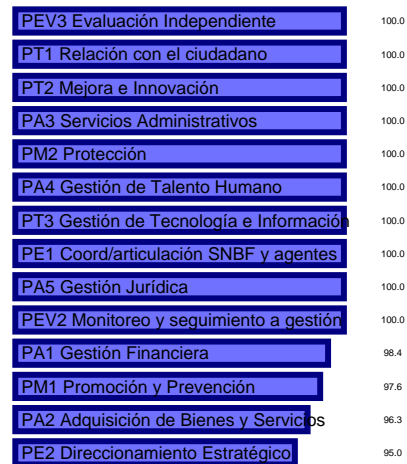 PEV3 Evaluación Independiente 100.0
PT1 Relación con el ciudadano 100.0
PT2 Mejora e Innovación 100.0
PA3 Servicios Administrativos 100.0
PM2 Protección 100.0
PA4 Gestión de Talento Humano 100.0
PT3 Gestión de Tecnología e Información 100.0
PE1 Coord/articulación SNBF y agentes 100.0
PA5 Gestión Jurídica 100.0
PEV2 Monitoreo y seguimiento a gestión 100.0
PA1 Gestión Financiera 98.4
PM1 Promoción y Prevención 97.6
PA2 Adquisición de Bienes y Servicios 96.3
PE2 Direccionamiento Estratégico 95.0